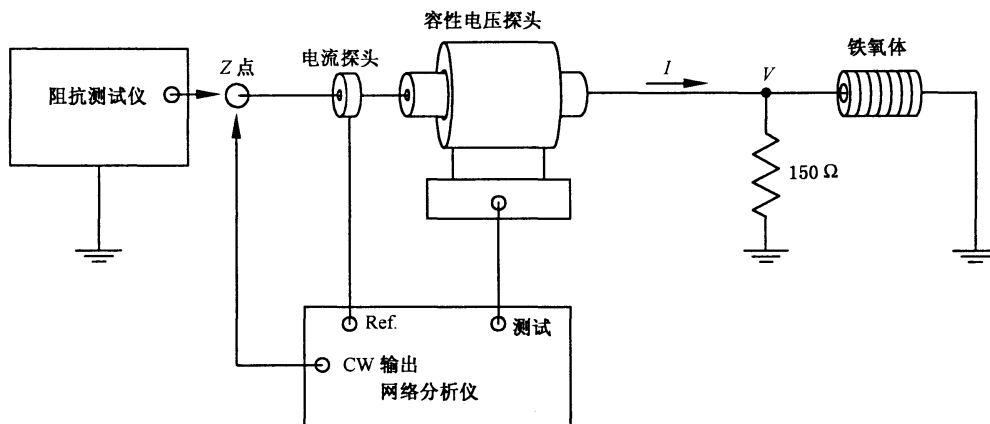 容性电压探头
Z点
电流探头
铁氧体
阻抗测试仪
I
V
150 Ω
Ref.
测试
CW 输出
网络分析仪